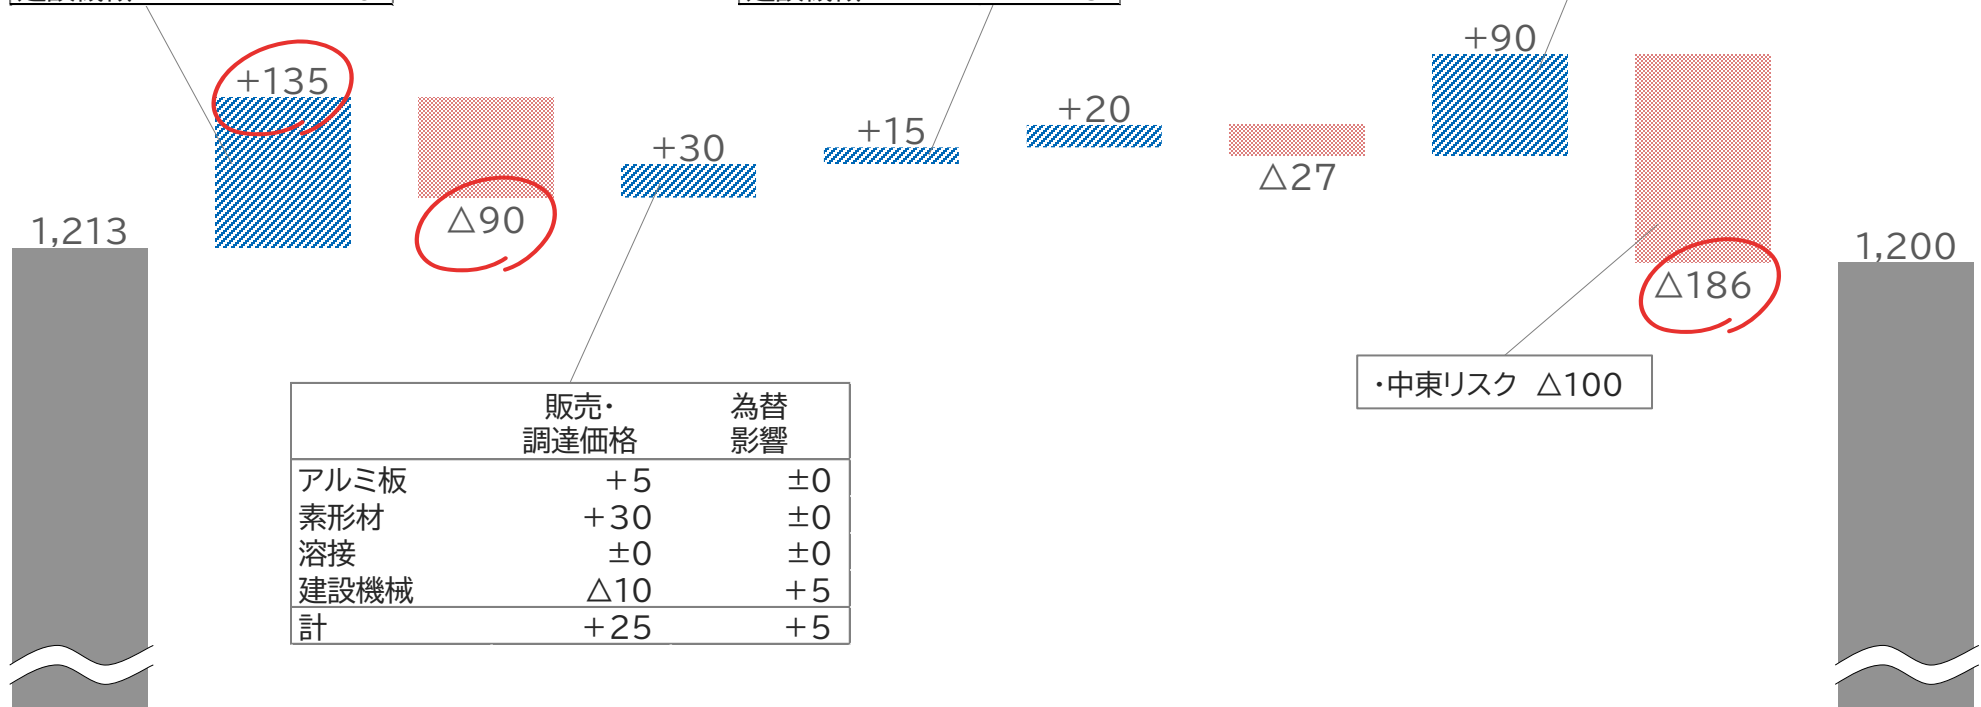 +135
+30
+15
+20
+90
△90
△27
△186
1,213
1,200
・中東リスク △100
販売・ 為替
調達価格 影響
アルミ板 +5 ±0
素形材 +30 ±0
溶接 ±0 ±0
建設機械 △10 +5
計 +25 +5